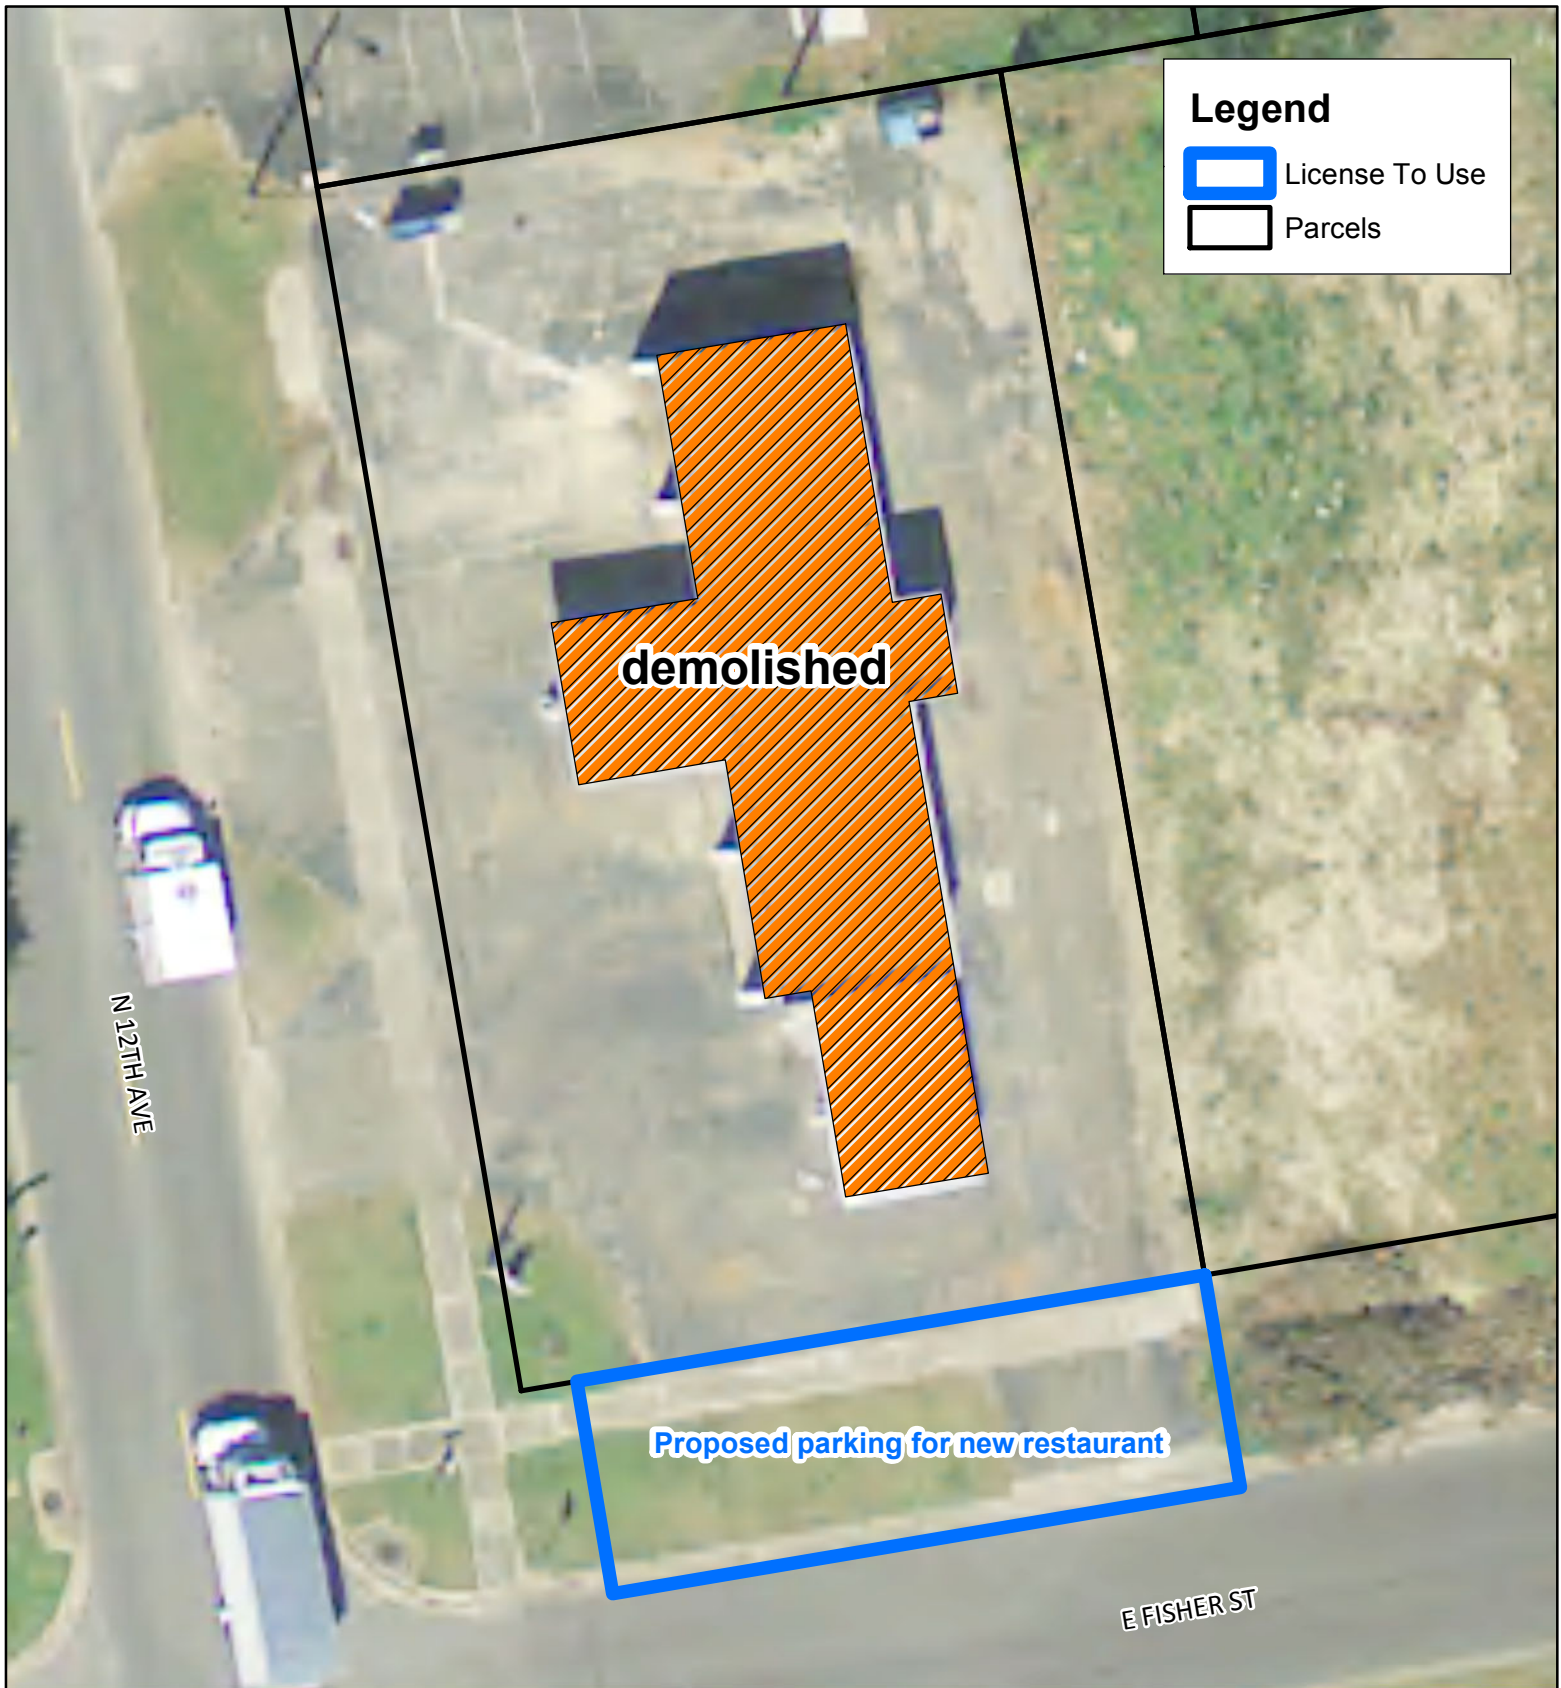 Legend
License To Use
Parcels
demolished
N 12TH AVE
Proposed parking for new restaurant
E FISHER ST